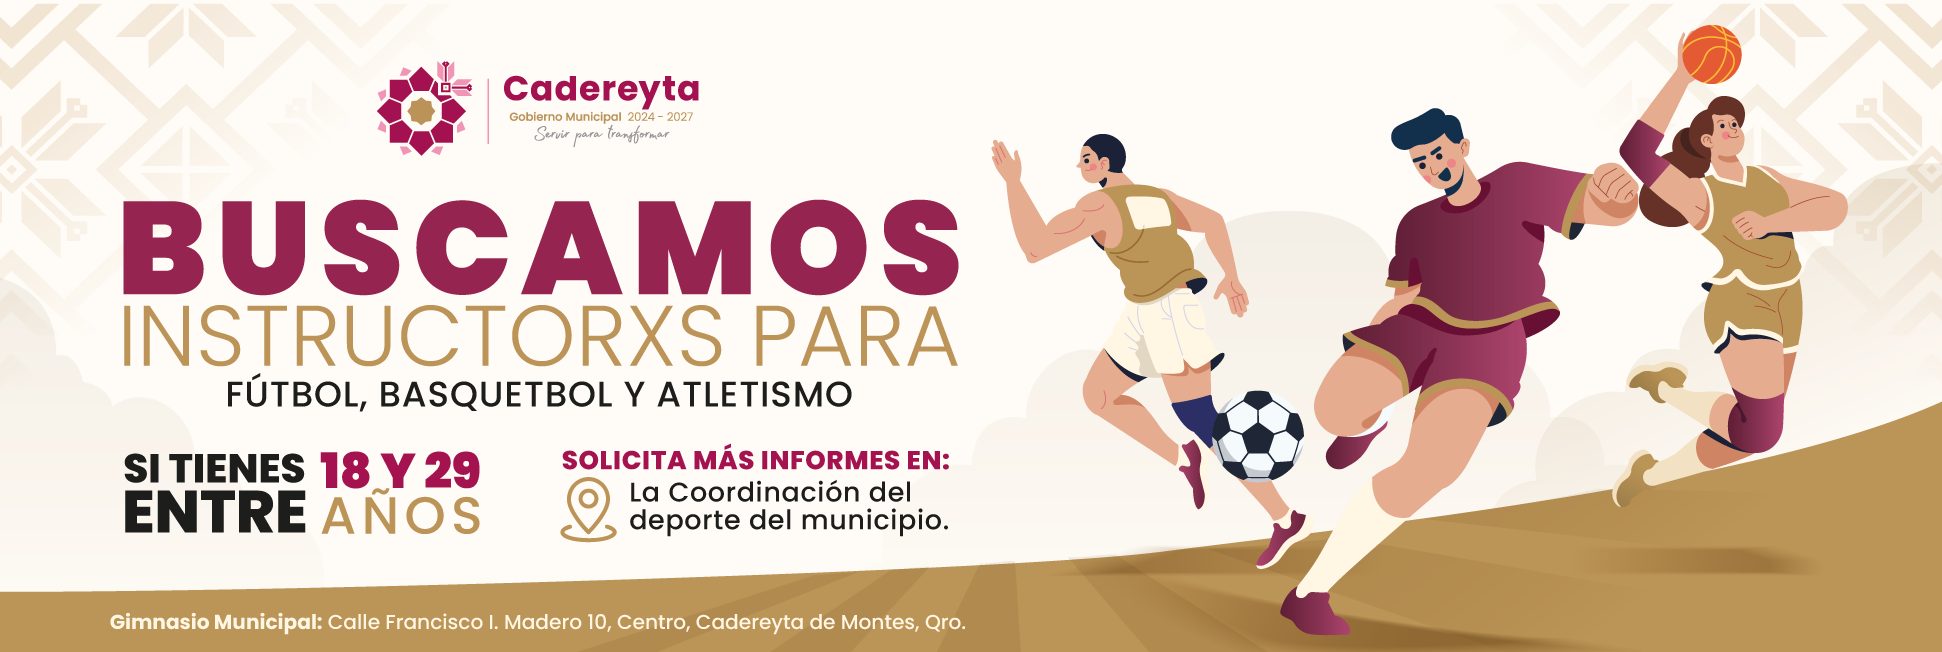 Cadereyta
Gobierno Municipal 2024 - 2027
Servir para transformar
BUSCAMOS
INSTRUCTORXS PARA
FÚTBOL, BASQUETBOL Y ATLETISMO
SI TIENES
ENTRE
18 Y 29
AÑOS
SOLICITA MÁS INFORMES EN:
La Coordinación del
deporte del municipio.
Gimnasio Municipal: Calle Francisco I. Madero 10, Centro, Cadereyta de Montes, Qro.